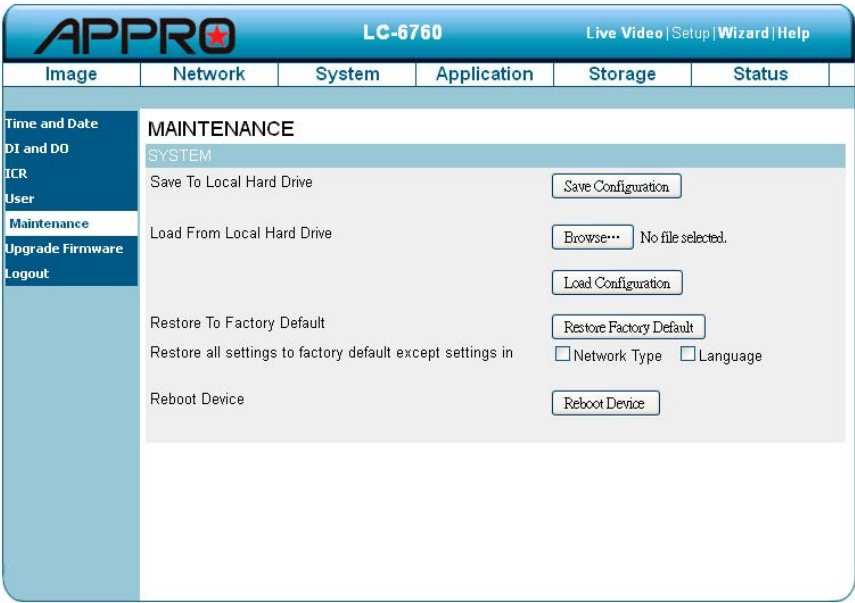 APPRO LC-6760 Live Video | Setup | Wizard | Help
Image Network System Application Storage Status
Time and Date
DI and DO
ICR
User
Maintenance
Upgrade Firmware
Logout
MAINTENANCE
SYSTEM
Save To Local Hard Drive Save Configuration
Load From Local Hard Drive Browse··· No file selected.
Load Configuration
Restore To Factory Default Restore Factory Default
Restore all settings to factory default except settings in Network Type Language
Reboot Device Reboot Device